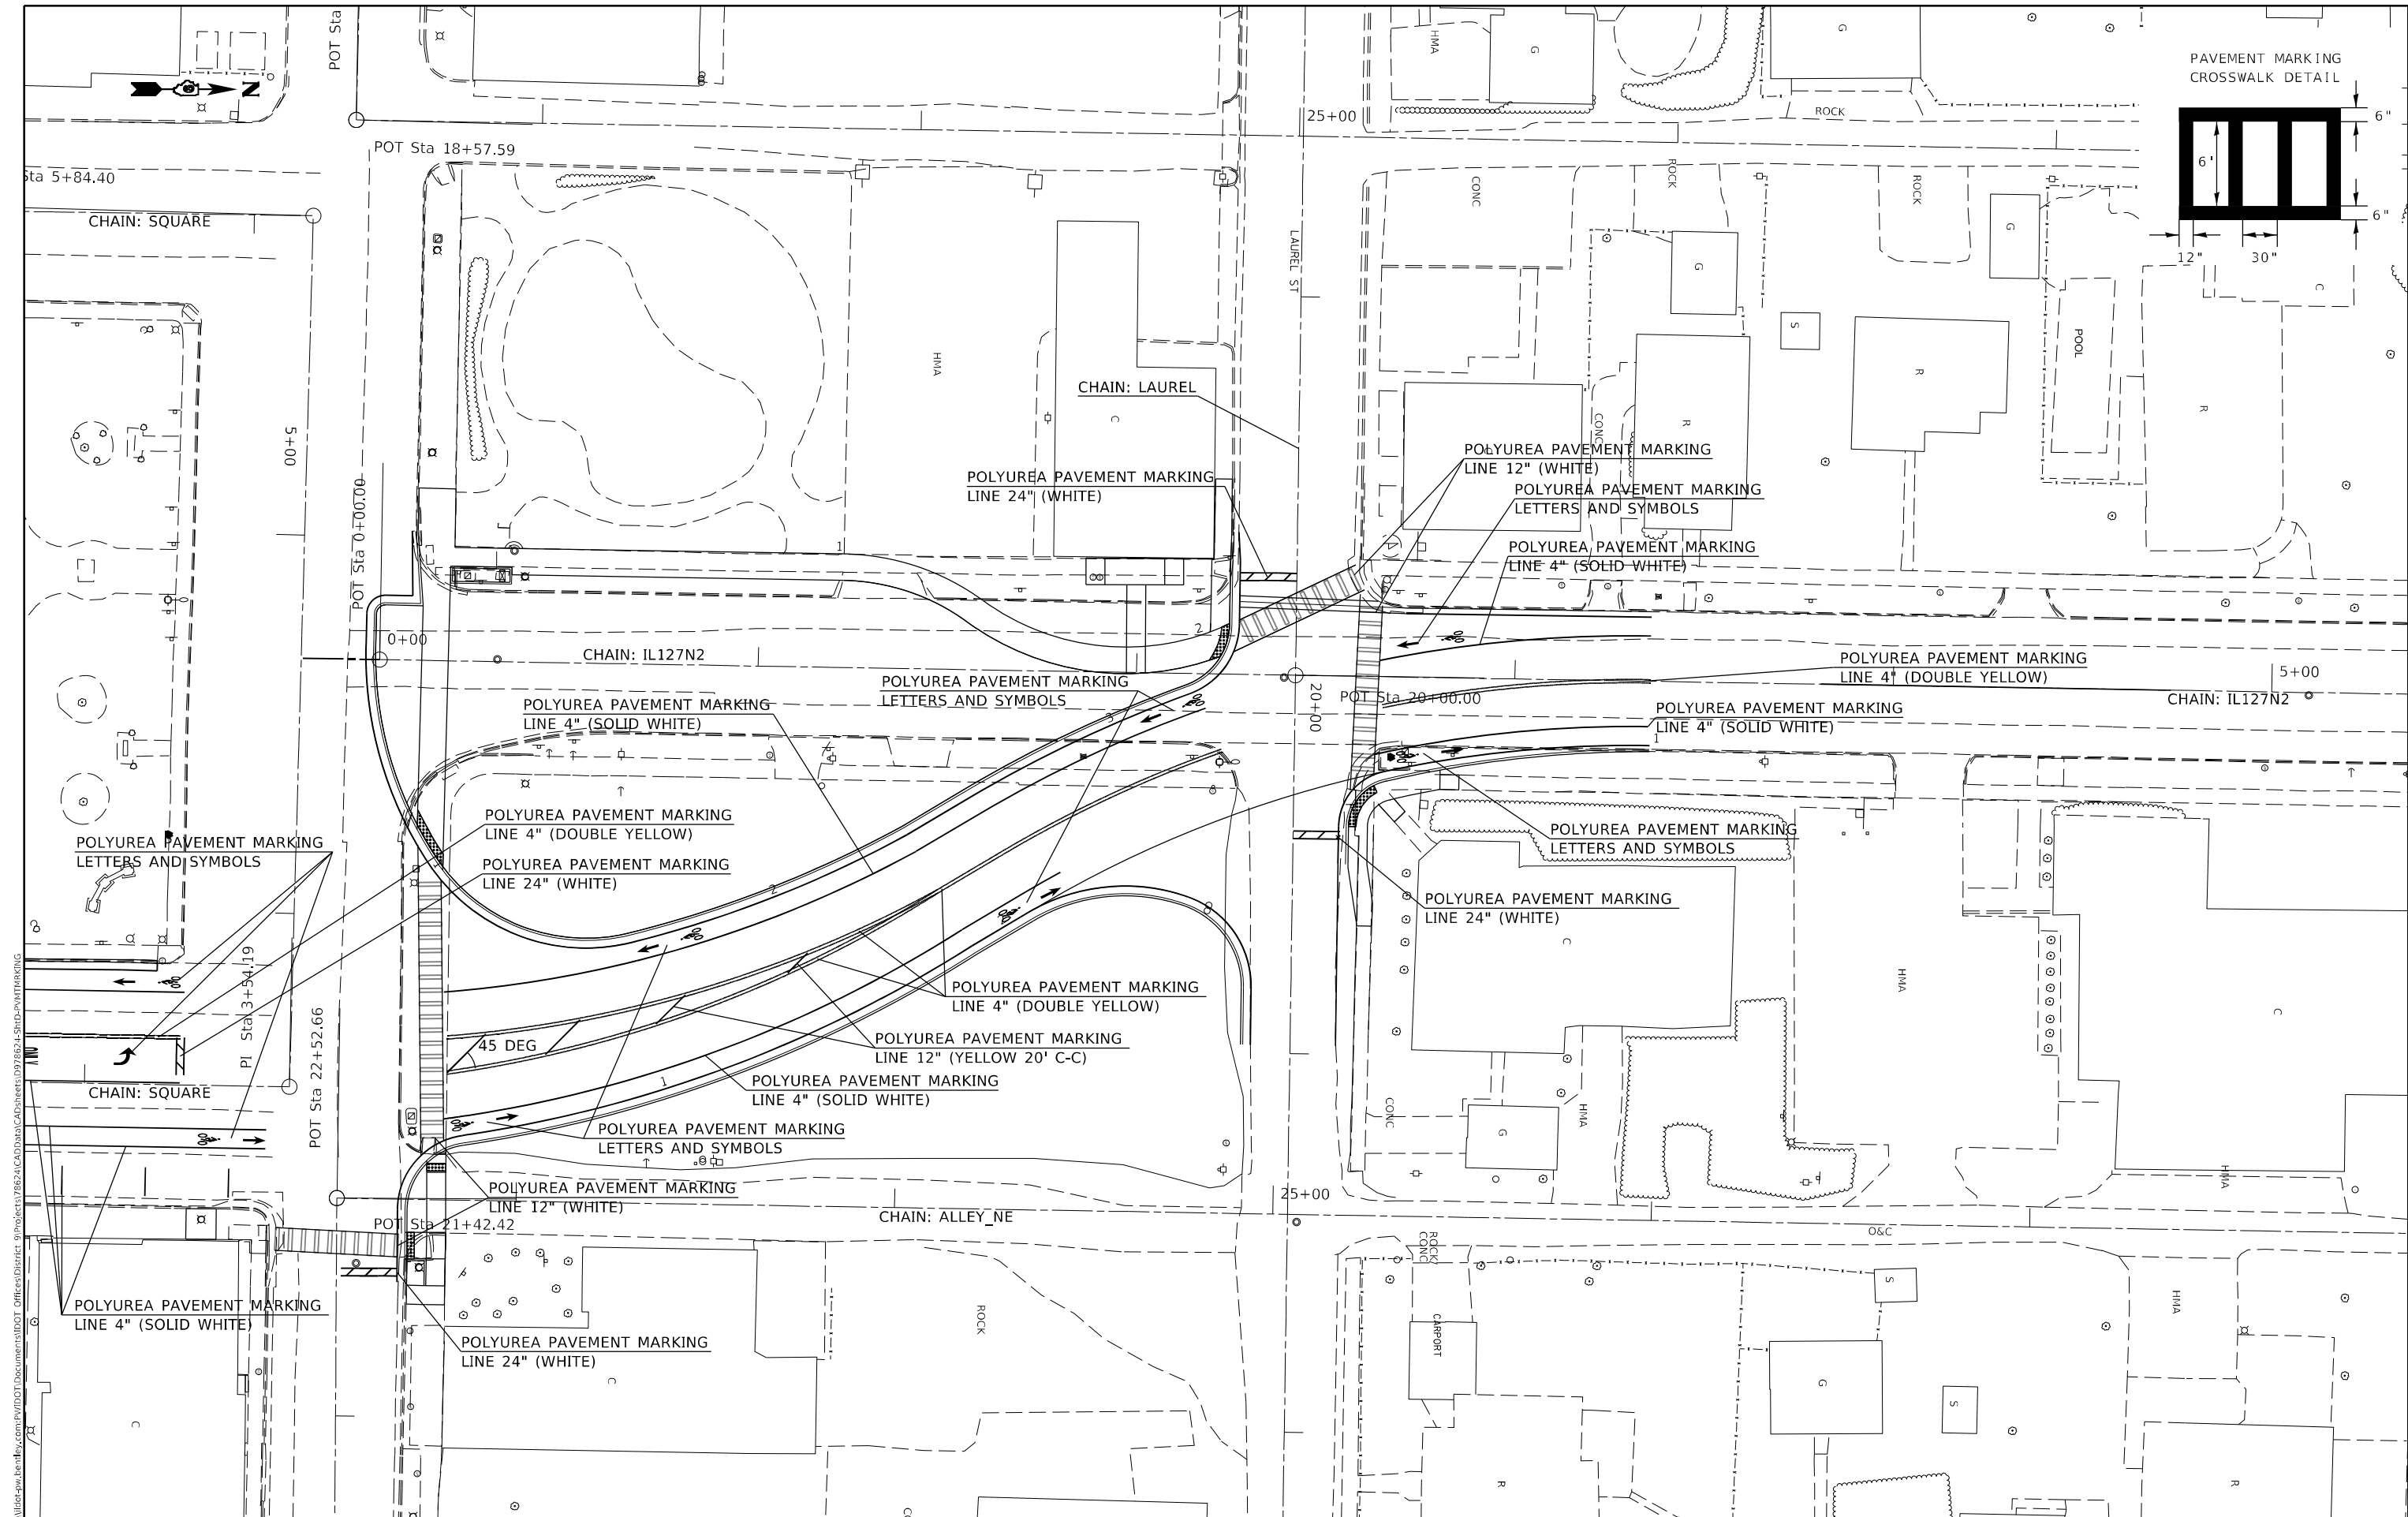 PAVEMENT MARKING
CROSSWALK DETAIL
6"
6'
6"
12"
30"
N
POT Sta
POT Sta 18+57.59
Sta 5+84.40
CHAIN: SQUARE
25+00
HMA
G
G
ROCK
CONC
ROCK
ROCK
G
G
S
POOL
C
R
R
R
LAUREL ST
HMA
C
CONC
C
CHAIN: LAUREL
5+00
POT Sta 0+00.00
POLYUREA PAVEMENT MARKING
LINE 12" (WHITE)
POLYUREA PAVEMENT MARKING
LINE 24" (WHITE)
POLYUREA PAVEMENT MARKING
LETTERS AND SYMBOLS
POLYUREA PAVEMENT MARKING
LINE 4" (SOLID WHITE)
1
2
0+00
CHAIN: IL127N2
POLYUREA PAVEMENT MARKING
LINE 4" (DOUBLE YELLOW)
5+00
CHAIN: IL127N2
POLYUREA PAVEMENT MARKING
LETTERS AND SYMBOLS
20+00
POT Sta 20+00.00
POLYUREA PAVEMENT MARKING
LINE 4" (SOLID WHITE)
POLYUREA PAVEMENT MARKING
LINE 4" (SOLID WHITE)
3
1
POLYUREA PAVEMENT MARKING
LINE 4" (DOUBLE YELLOW)
POLYUREA PAVEMENT MARKING
LETTERS AND SYMBOLS
POLYUREA PAVEMENT MARKING
LETTERS AND SYMBOLS
POLYUREA PAVEMENT MARKING
LINE 24" (WHITE)
2
POLYUREA PAVEMENT MARKING
LINE 24" (WHITE)
C
HMA
C
PI Sta 3+54.19
POT Sta 22+52.66
POLYUREA PAVEMENT MARKING
LINE 4" (DOUBLE YELLOW)
45 DEG
POLYUREA PAVEMENT MARKING
LINE 12" (YELLOW 20' C-C)
1
POLYUREA PAVEMENT MARKING
LINE 4" (SOLID WHITE)
CHAIN: SQUARE
CONC
HMA
G
POLYUREA PAVEMENT MARKING
LETTERS AND SYMBOLS
HMA
POLYUREA PAVEMENT MARKING
LINE 12" (WHITE)
25+00
CHAIN: ALLEY_NE
POT Sta 21+42.42
O&C
ROCK/
CONC
S
POLYUREA PAVEMENT MARKING
LINE 4" (SOLID WHITE)
ROCK
CARPORT
HMA
POLYUREA PAVEMENT MARKING
LINE 24" (WHITE)
C
G
S
C
R
R